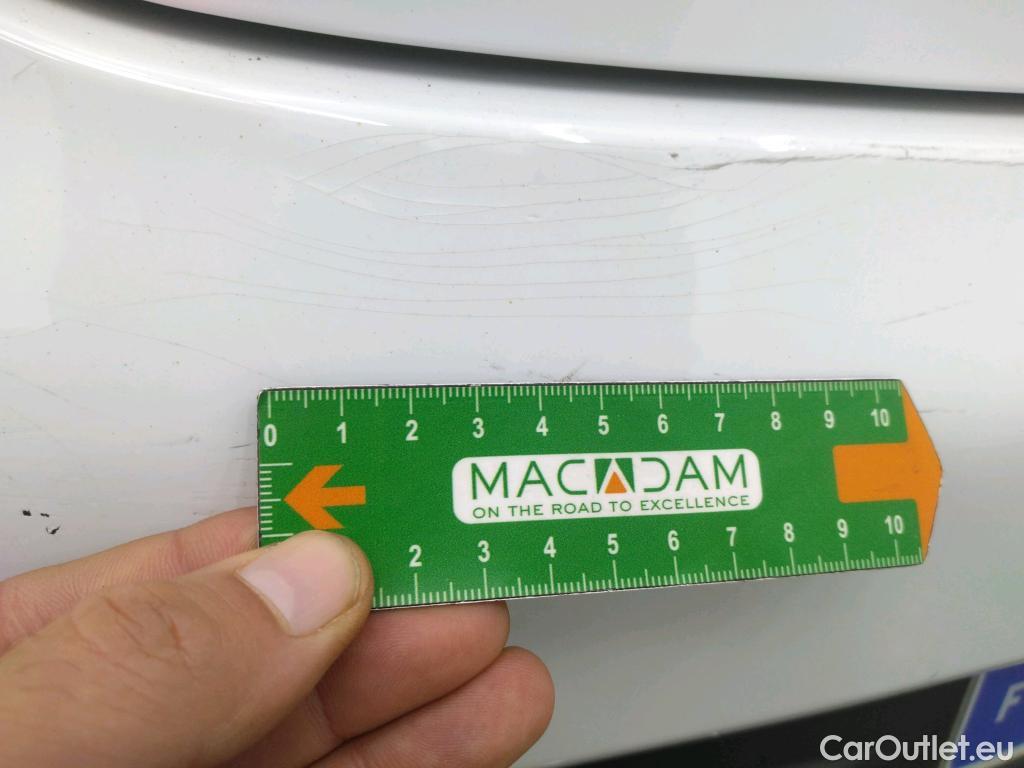 0 1 2 3 4 5 6 7 8 9 10
MACADAM
ON THE ROAD TO EXCELLENCE
2 3 4 5 6 7 8 9 10
F
CarOutlet.eu